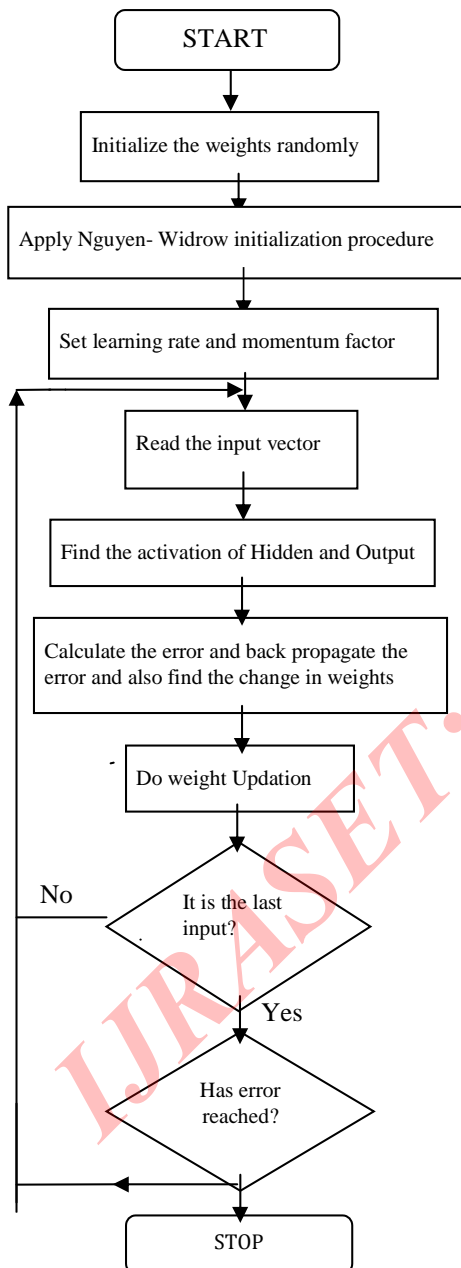 START
Initialize the weights randomly
Apply Nguyen- Widrow initialization procedure
Set learning rate and momentum factor
Read the input vector
Find the activation of Hidden and Output
Calculate the error and back propagate the
error and also find the change in weights
Do weight Updation
No
It is the last
input?
Yes
Has error
reached?
STOP
IJRASET